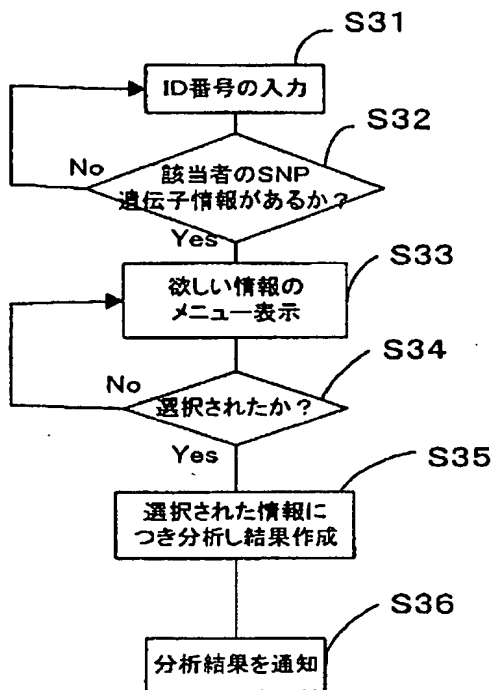 S31
ID番号の入力
S32
No
該当者のSNP
遺伝子情報があるか？
Yes
S33
欲しい情報の
メニュー表示
S34
No
選択されたか？
Yes
S35
選択された情報に
つき分析し結果作成
S36
分析結果を通知